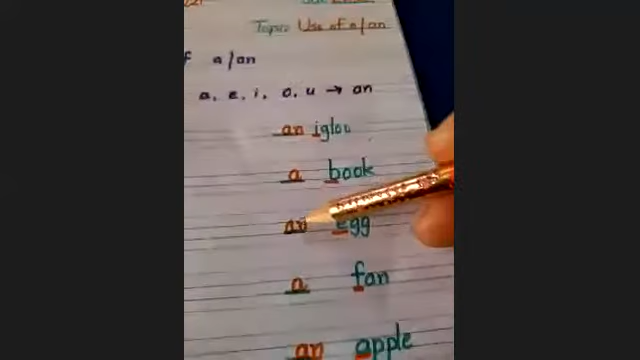 Topic: Use of a/an
a/an
a, e, i, o, u → an
an igloo
a book
an egg
a fan
an apple